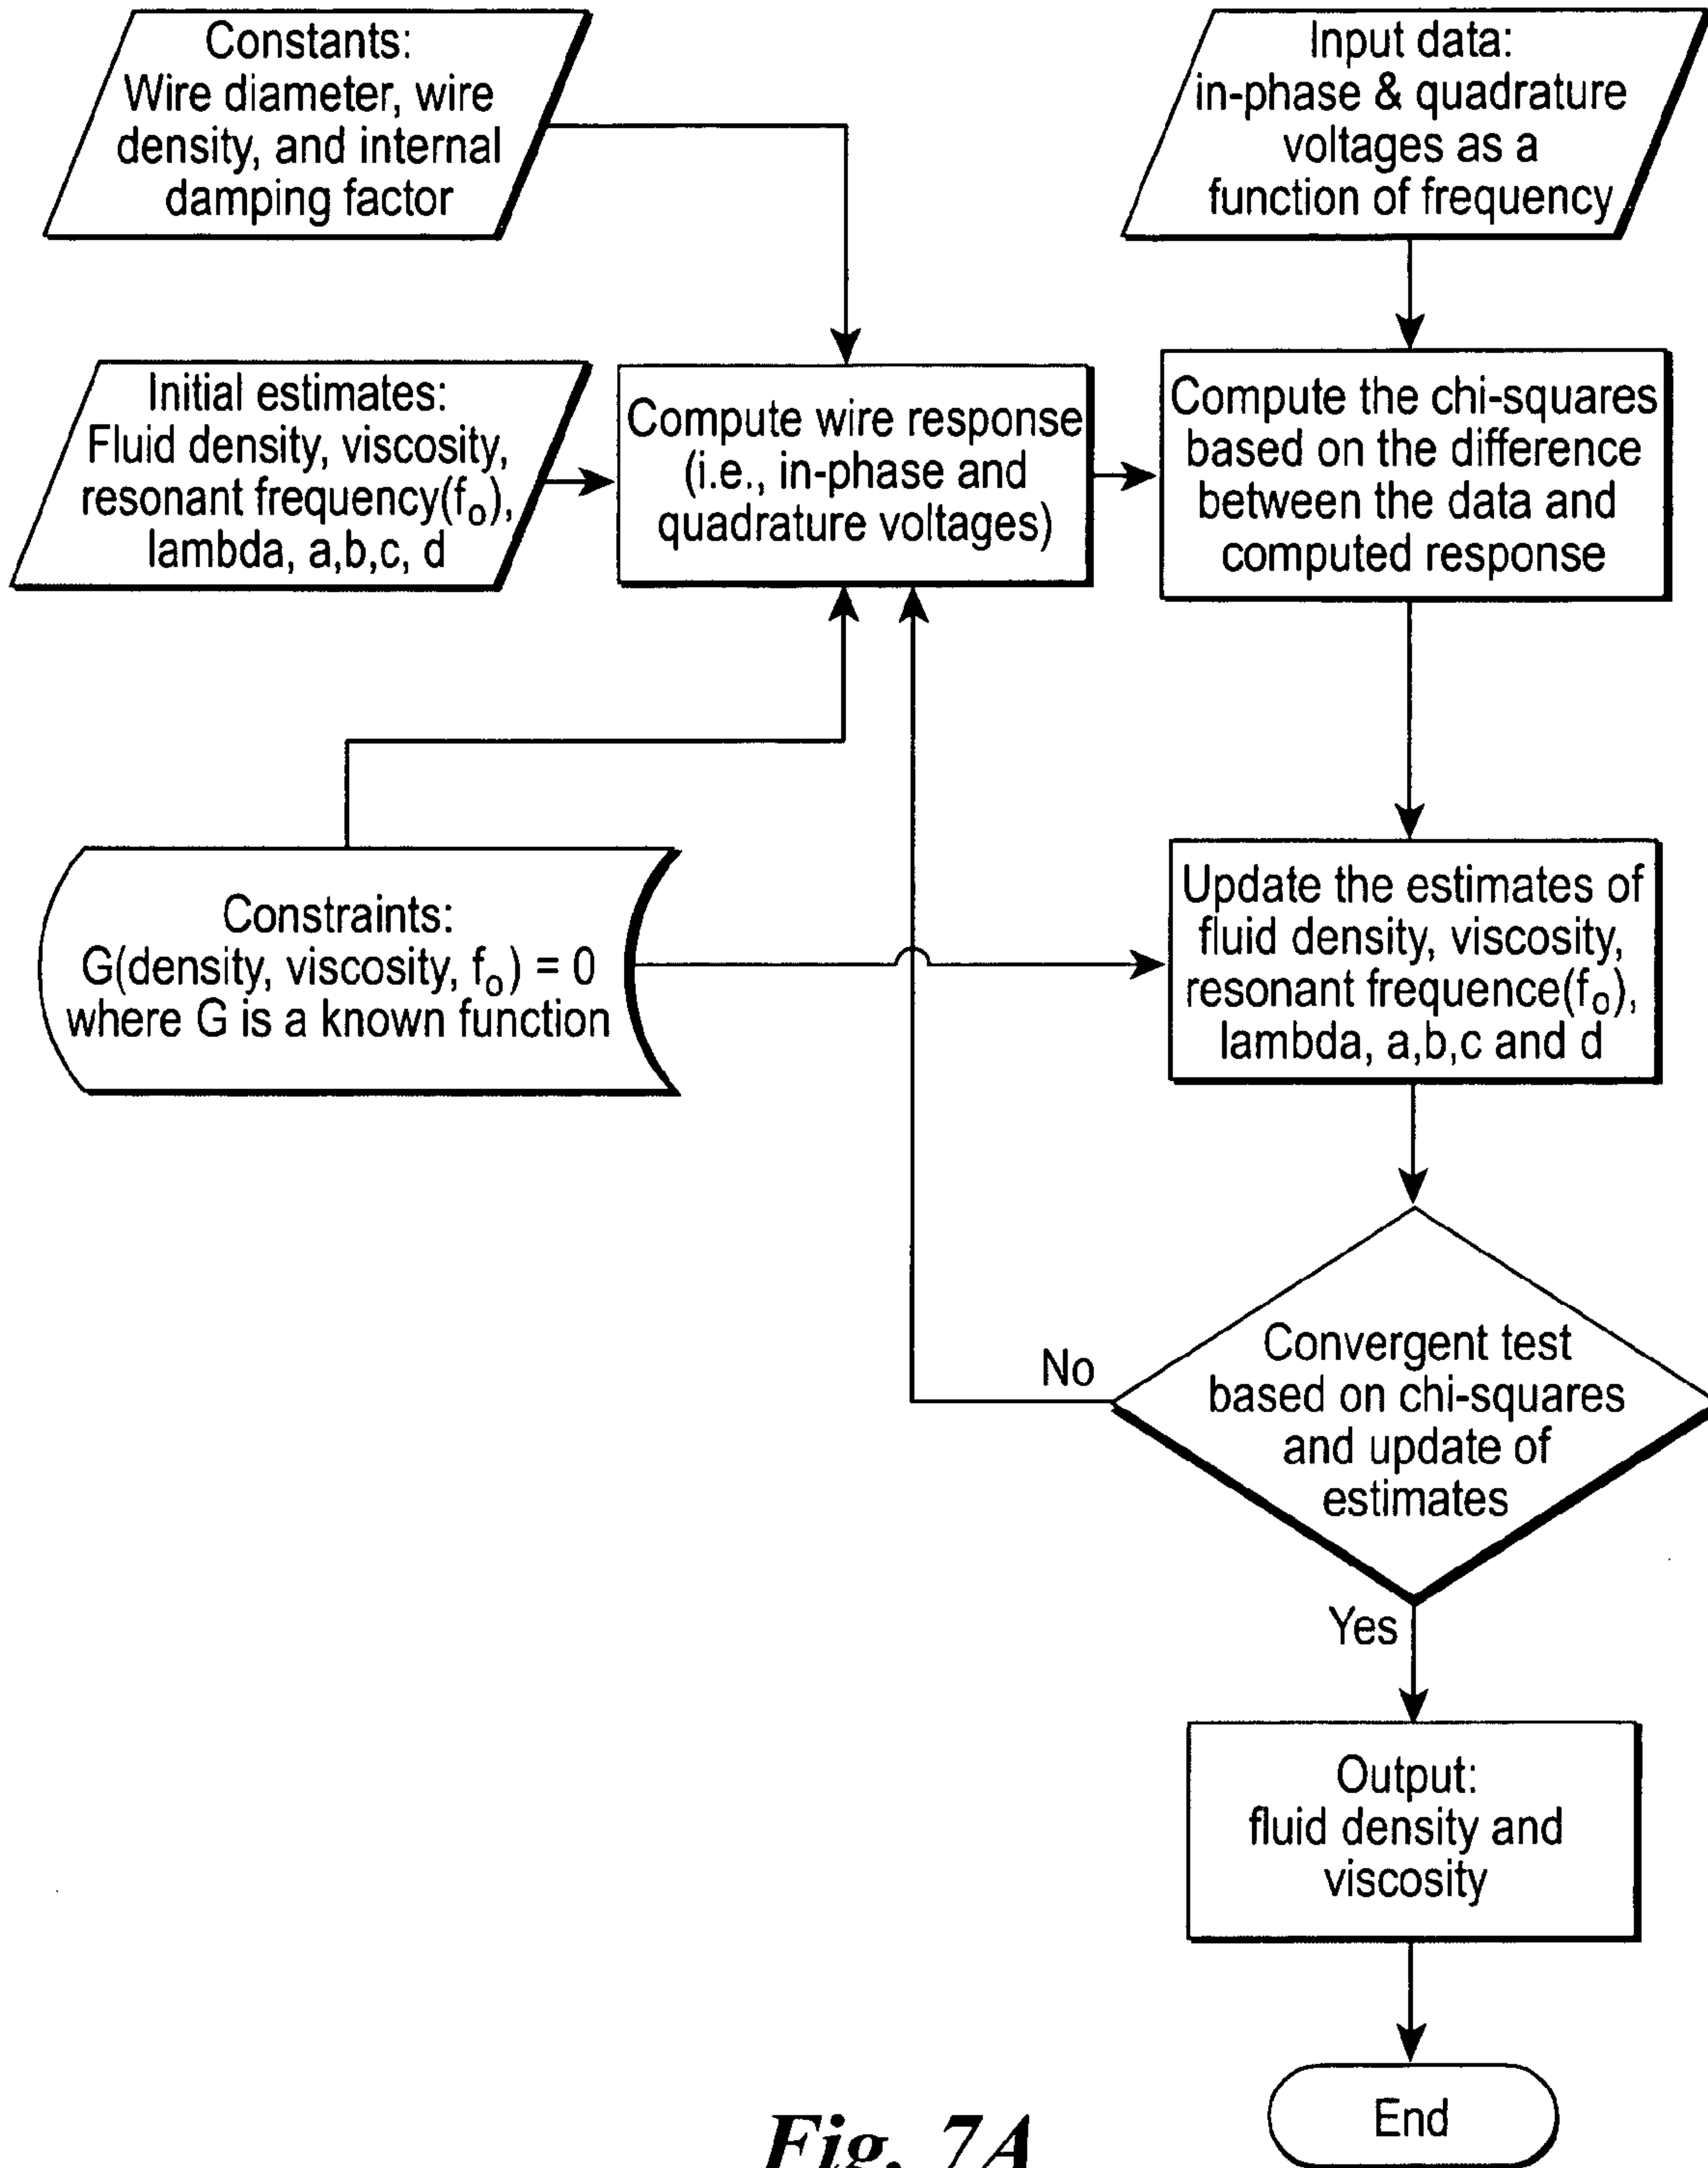 Constants:
Wire diameter, wire
density, and internal
damping factor
Input data:
in-phase & quadrature
voltages as a
function of frequency
Initial estimates:
Fluid density, viscosity,
resonant frequency(fo),
lambda, a,b,c, d
Compute wire response
(i.e., in-phase and
quadrature voltages)
Compute the chi-squares
based on the difference
between the data and
computed response
Constraints:
G(density, viscosity, fo) = 0
where G is a known function
Update the estimates of
fluid density, viscosity,
resonant frequence(fo),
lambda, a,b,c and d
No
Convergent test
based on chi-squares
and update of
estimates
Yes
Output:
fluid density and
viscosity
End
Fig. 7A